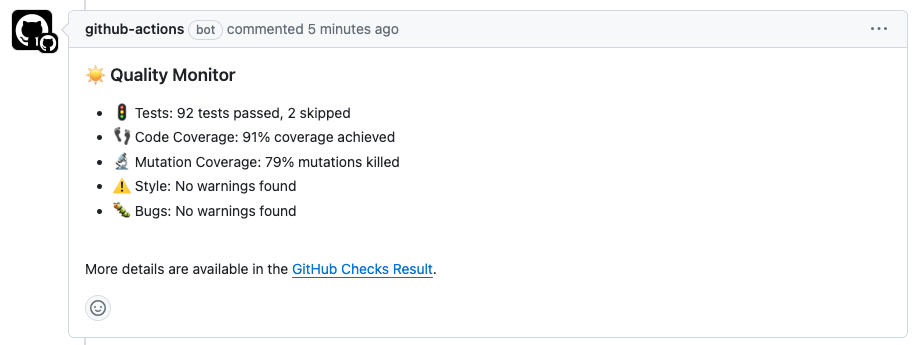 github-actions bot commented 5 minutes ago
Quality Monitor
Tests: 92 tests passed, 2 skipped
Code Coverage: 91% coverage achieved
Mutation Coverage: 79% mutations killed
Style: No warnings found
Bugs: No warnings found
More details are available in the GitHub Checks Result.